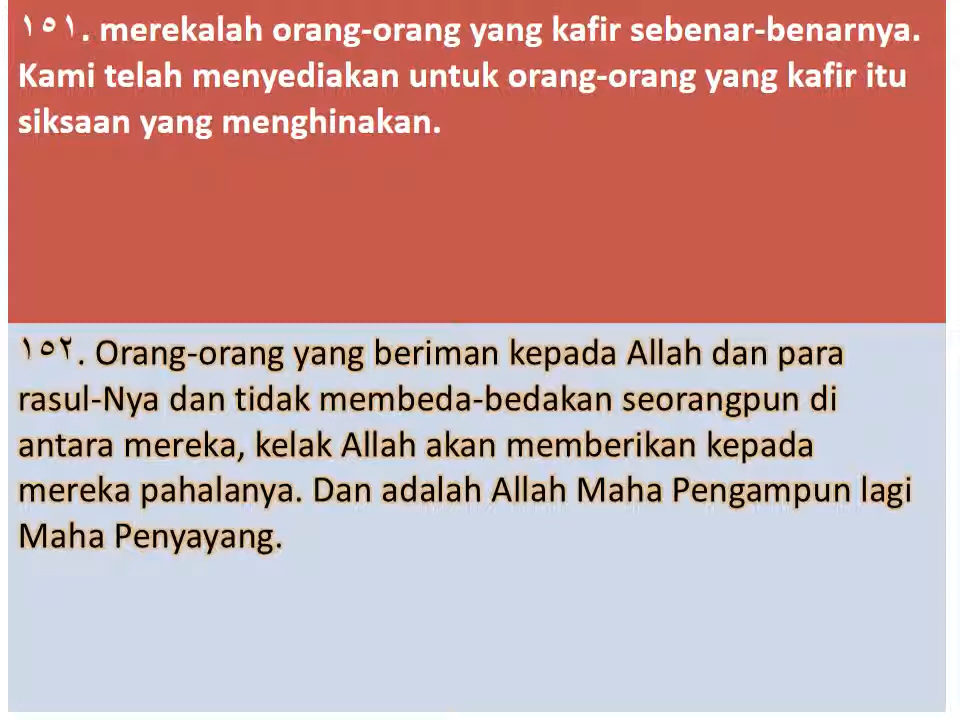 ١٥١. merekalah orang-orang yang kafir sebenar-benarnya.
Kami telah menyediakan untuk orang-orang yang kafir itu
siksaan yang menghinakan.
١٥٢. Orang-orang yang beriman kepada Allah dan para
rasul-Nya dan tidak membeda-bedakan seorangpun di
antara mereka, kelak Allah akan memberikan kepada
mereka pahalanya. Dan adalah Allah Maha Pengampun lagi
Maha Penyayang.